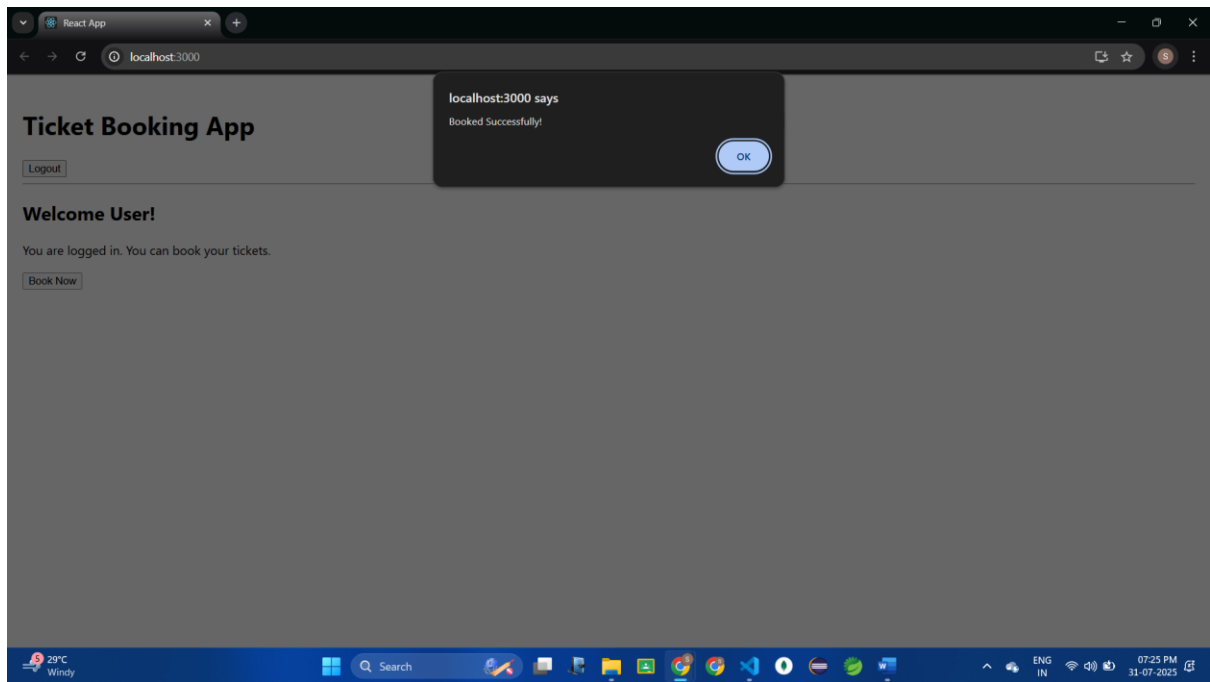 React App
localhost:3000
localhost:3000 says
Booked Successfully!
OK
Ticket Booking App
Logout
Welcome User!
You are logged in. You can book your tickets.
Book Now
5
29°C
Windy
Search
ENG
IN
07:25 PM
31-07-2025
S